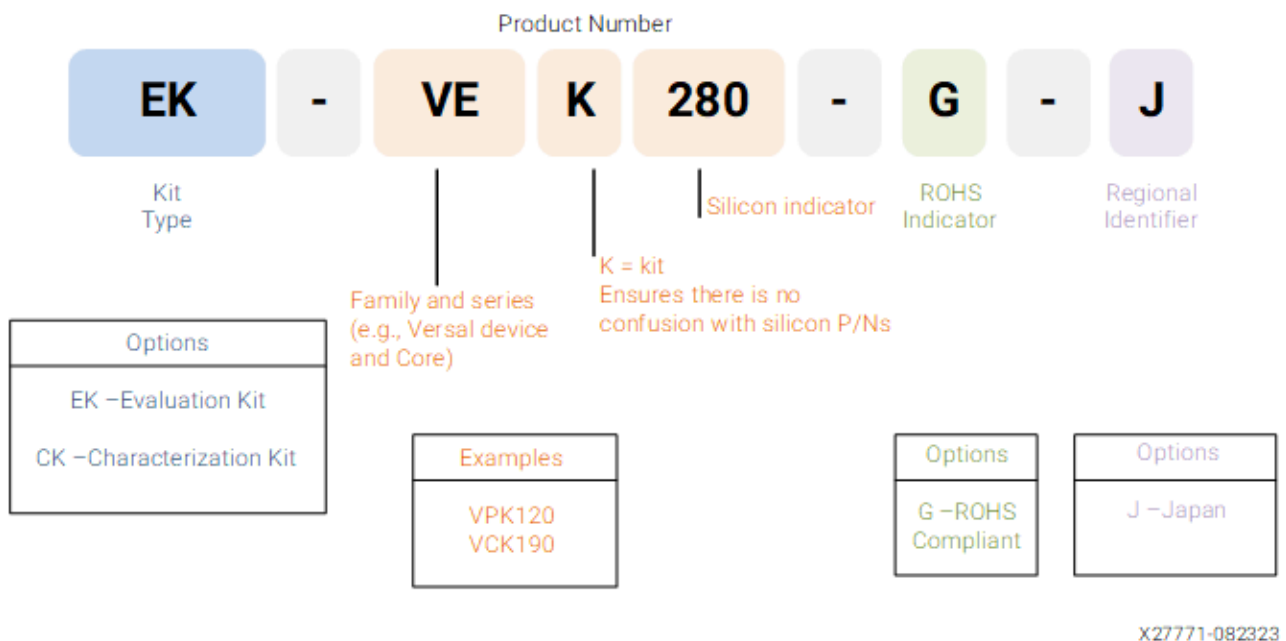 Product Number
EK - VE K 280 - G - J
Kit
Type
Silicon indicator
ROHS
Indicator
Regional
Identifier
K = kit
Ensures there is no
confusion with silicon P/Ns
Family and series
(e.g., Versal device
and Core)
Options
EK –Evaluation Kit
CK –Characterization Kit
Examples
VPK120
VCK190
Options
G –ROHS
Compliant
Options
J –Japan
X27771-082323